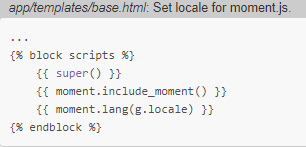 app/templates/base.html: Set locale for moment.js.
...
{% block scripts %}
    {{ super() }}
    {{ moment.include_moment() }}
    {{ moment.lang(g.locale) }}
{% endblock %}